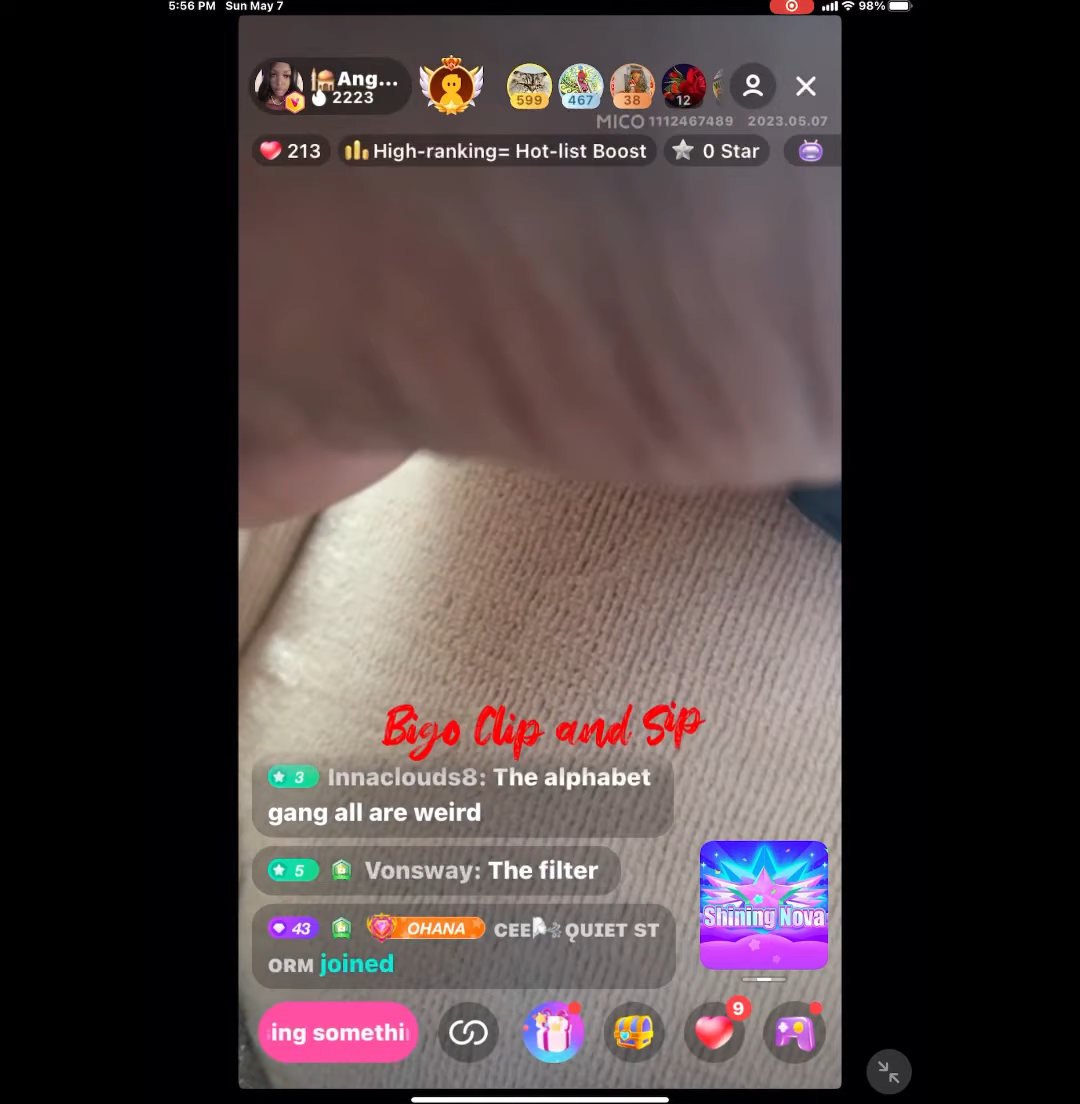 5:56 PM Sun May 7
98%
Ang...
2223
599
467
38
12
MICO 1112467489 2023.05.07
213
High-ranking= Hot-list Boost
0 Star
Bigo Clip and Sip
3 Innaclouds8: The alphabet
gang all are weird
5 Vonsway: The filter
43 OHANA CEE QUIET ST
ORM joined
Shining Nova
ing somethi
9